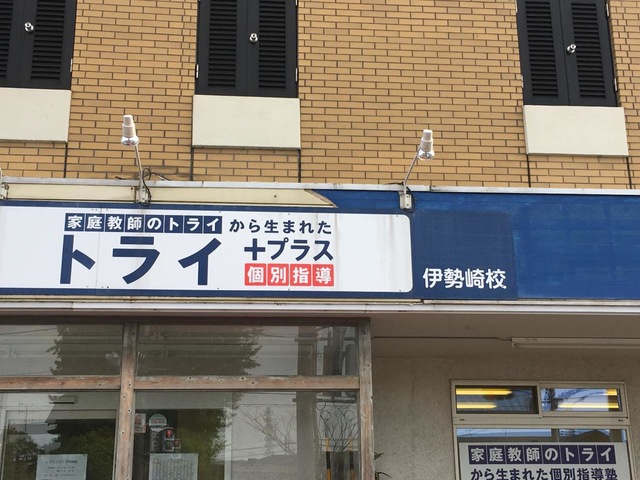 家庭教師のトライから生まれた
トライ+プラス
個別指導
伊勢崎校
家庭教師のトライ
から生まれた個別指導塾